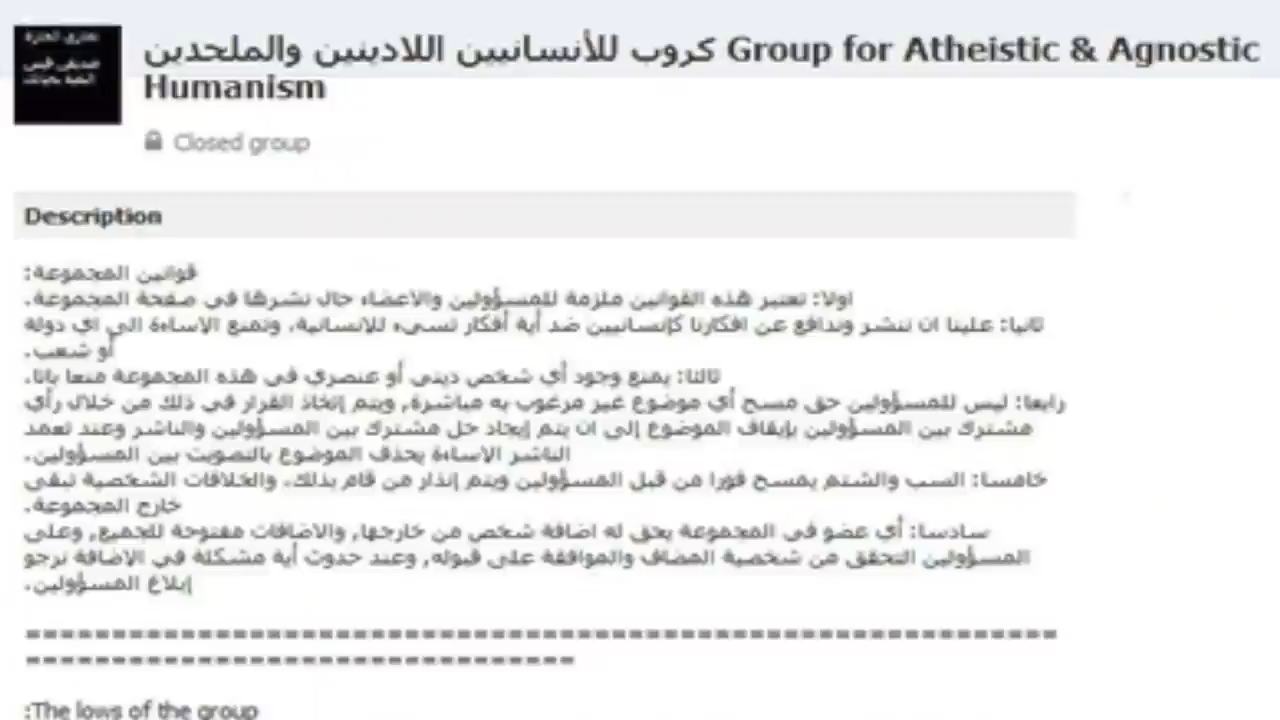 كروب للأنسانيين اللادينين والملحدين Group for Atheistic & Agnostic
Humanism
Closed group
Description
قوانين المجموعة:
اولا: تعتبر هذه القوانين ملزمة للمسؤولين والاعضاء حال نشرها في صفحة المجموعة.
ثانيا: علينا ان ننشر وندافع عن افكارنا كإنسانيين ضد أية أفكار تسيء للانسانية، وتمنع الاساءة الى اي دولة
أو شعب.
ثالثا: يمنع وجود أي شخص ديني أو عنصري في هذه المجموعة منعا باتا.
رابعا: ليس للمسؤولين حق مسح أي موضوع غير مرغوب به مباشرة, ويتم إتخاذ القرار في ذلك من خلال رأي
مشترك بين المسؤولين بإيقاف الموضوع إلى ان يتم إيجاد حل مشترك بين المسؤولين والناشر وعند تعمد
الناشر الاساءة يحذف الموضوع بالتصويت بين المسؤولين.
خامسا: السب والشتم يمسح فورا من قبل المسؤولين ويتم إنذار من قام بذلك، والخلافات الشخصية تبقى
خارج المجموعة.
سادسا: أي عضو في المجموعة يحق له اضافة شخص من خارجها, والاضافات مفتوحة للجميع, وعلى
المسؤولين التحقق من شخصية المضاف والموافقة على قبوله, وعند حدوث أية مشكلة في الاضافة نرجو
إبلاغ المسؤولين.
============================================================
================================
:The lows of the group